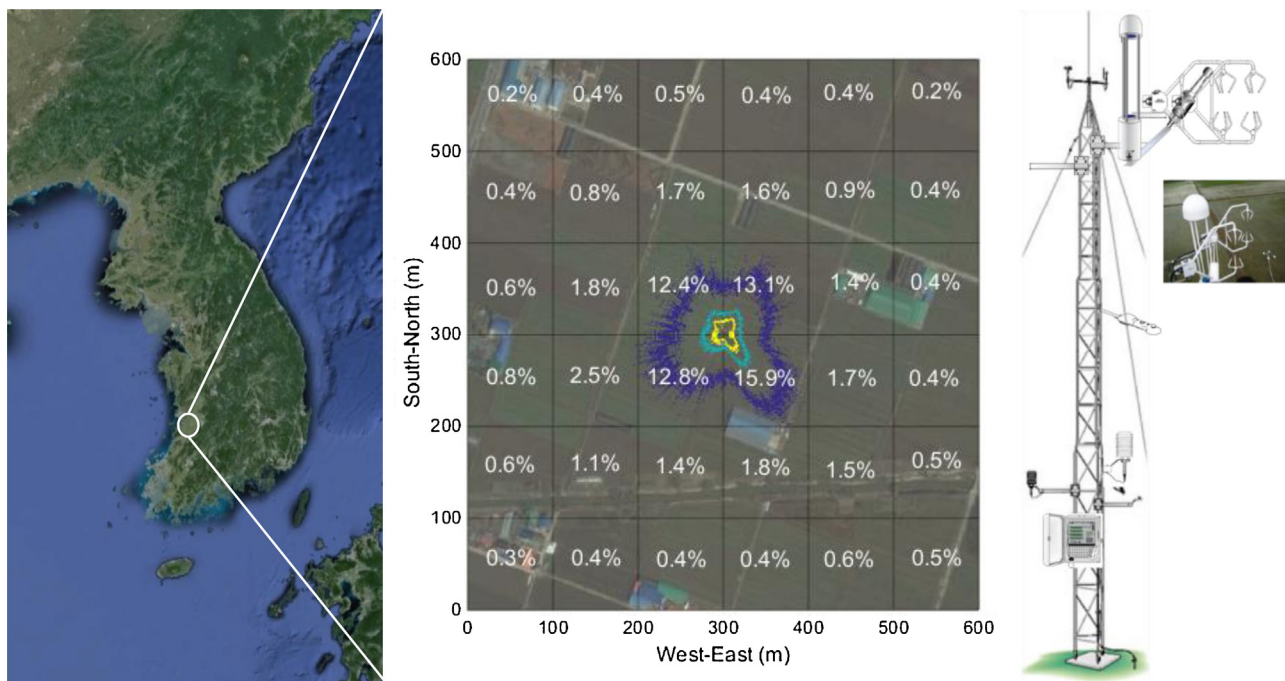 600
0.2% 0.4% 0.5% 0.4% 0.4% 0.2%
500
0.4% 0.8% 1.7% 1.6% 0.9% 0.4%
400
0.6% 1.8% 12.4% 13.1% 1.4% 0.4%
300
0.8% 2.5% 12.8% 15.9% 1.7% 0.4%
200
0.6% 1.1% 1.4% 1.8% 1.5% 0.5%
100
0.3% 0.4% 0.4% 0.4% 0.6% 0.5%
0
South-North (m)
0 100 200 300 400 500 600
West-East (m)